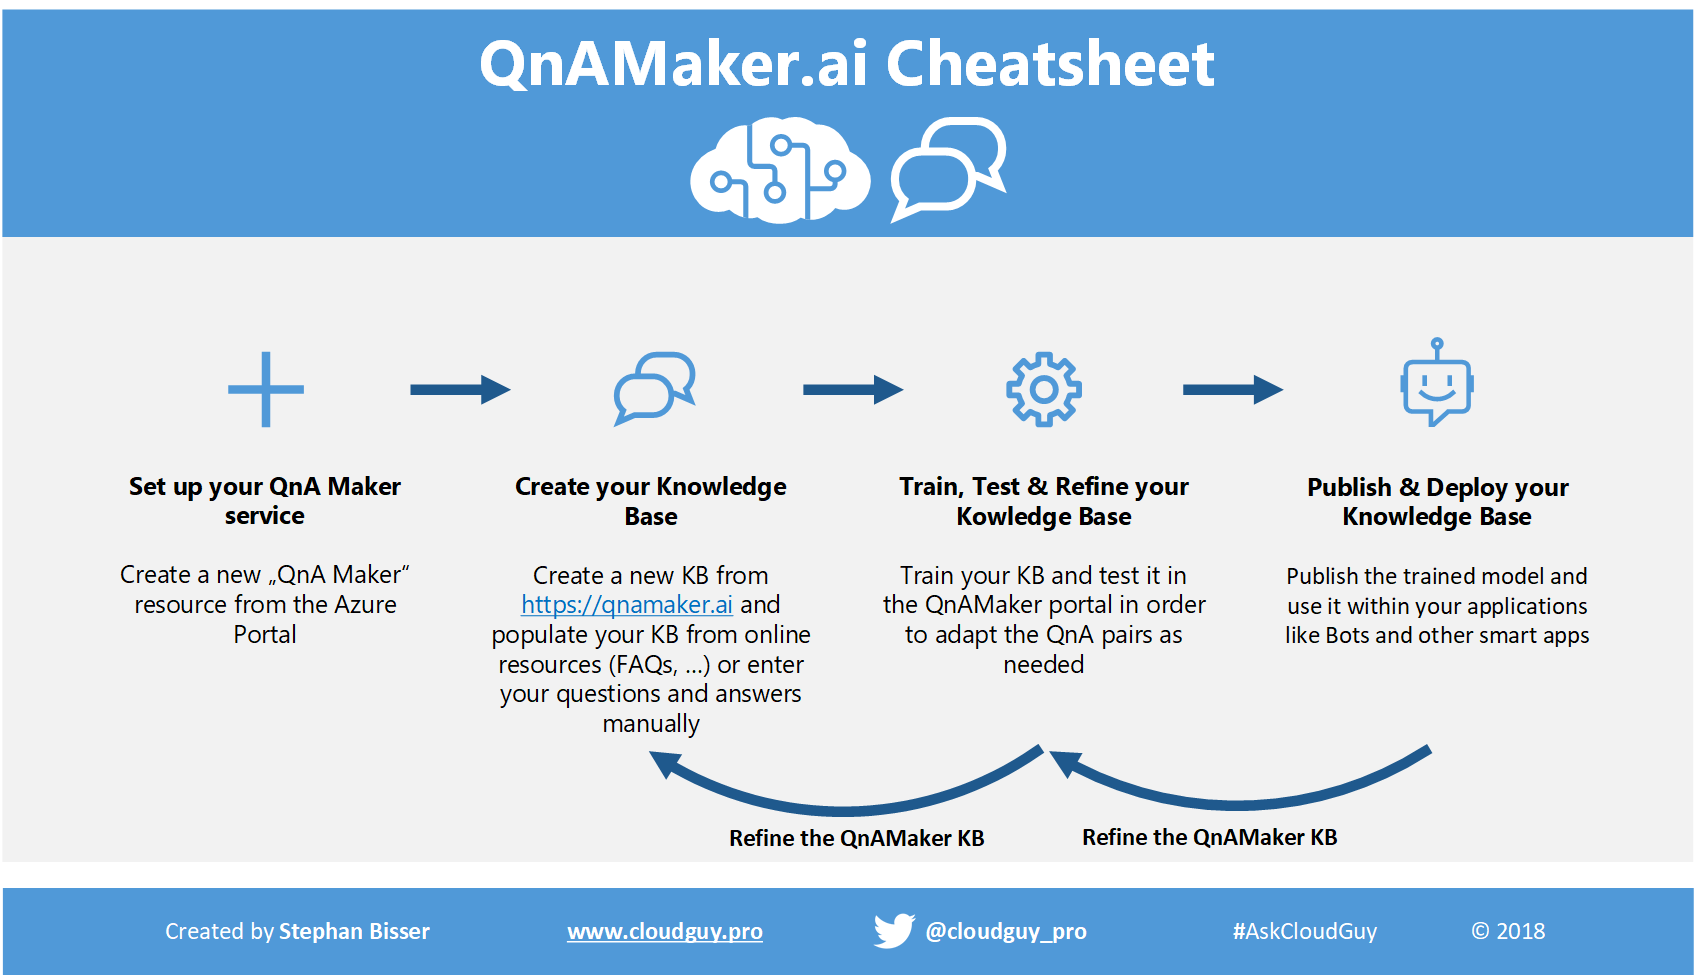 QnAMaker.ai Cheatsheet
Set up your QnA Maker
service
Create a new „QnA Maker“
resource from the Azure
Portal
Create your Knowledge
Base
Create a new KB from
https://qnamaker.ai and
populate your KB from online
resources (FAQs, ...) or enter
your questions and answers
manually
Train, Test & Refine your
Kowledge Base
Train your KB and test it in
the QnAMaker portal in order
to adapt the QnA pairs as
needed
Publish & Deploy your
Knowledge Base
Publish the trained model and
use it within your applications
like Bots and other smart apps
Refine the QnAMaker KB
Refine the QnAMaker KB
Created by Stephan Bisser
www.cloudguy.pro
@cloudguy_pro
#AskCloudGuy
© 2018